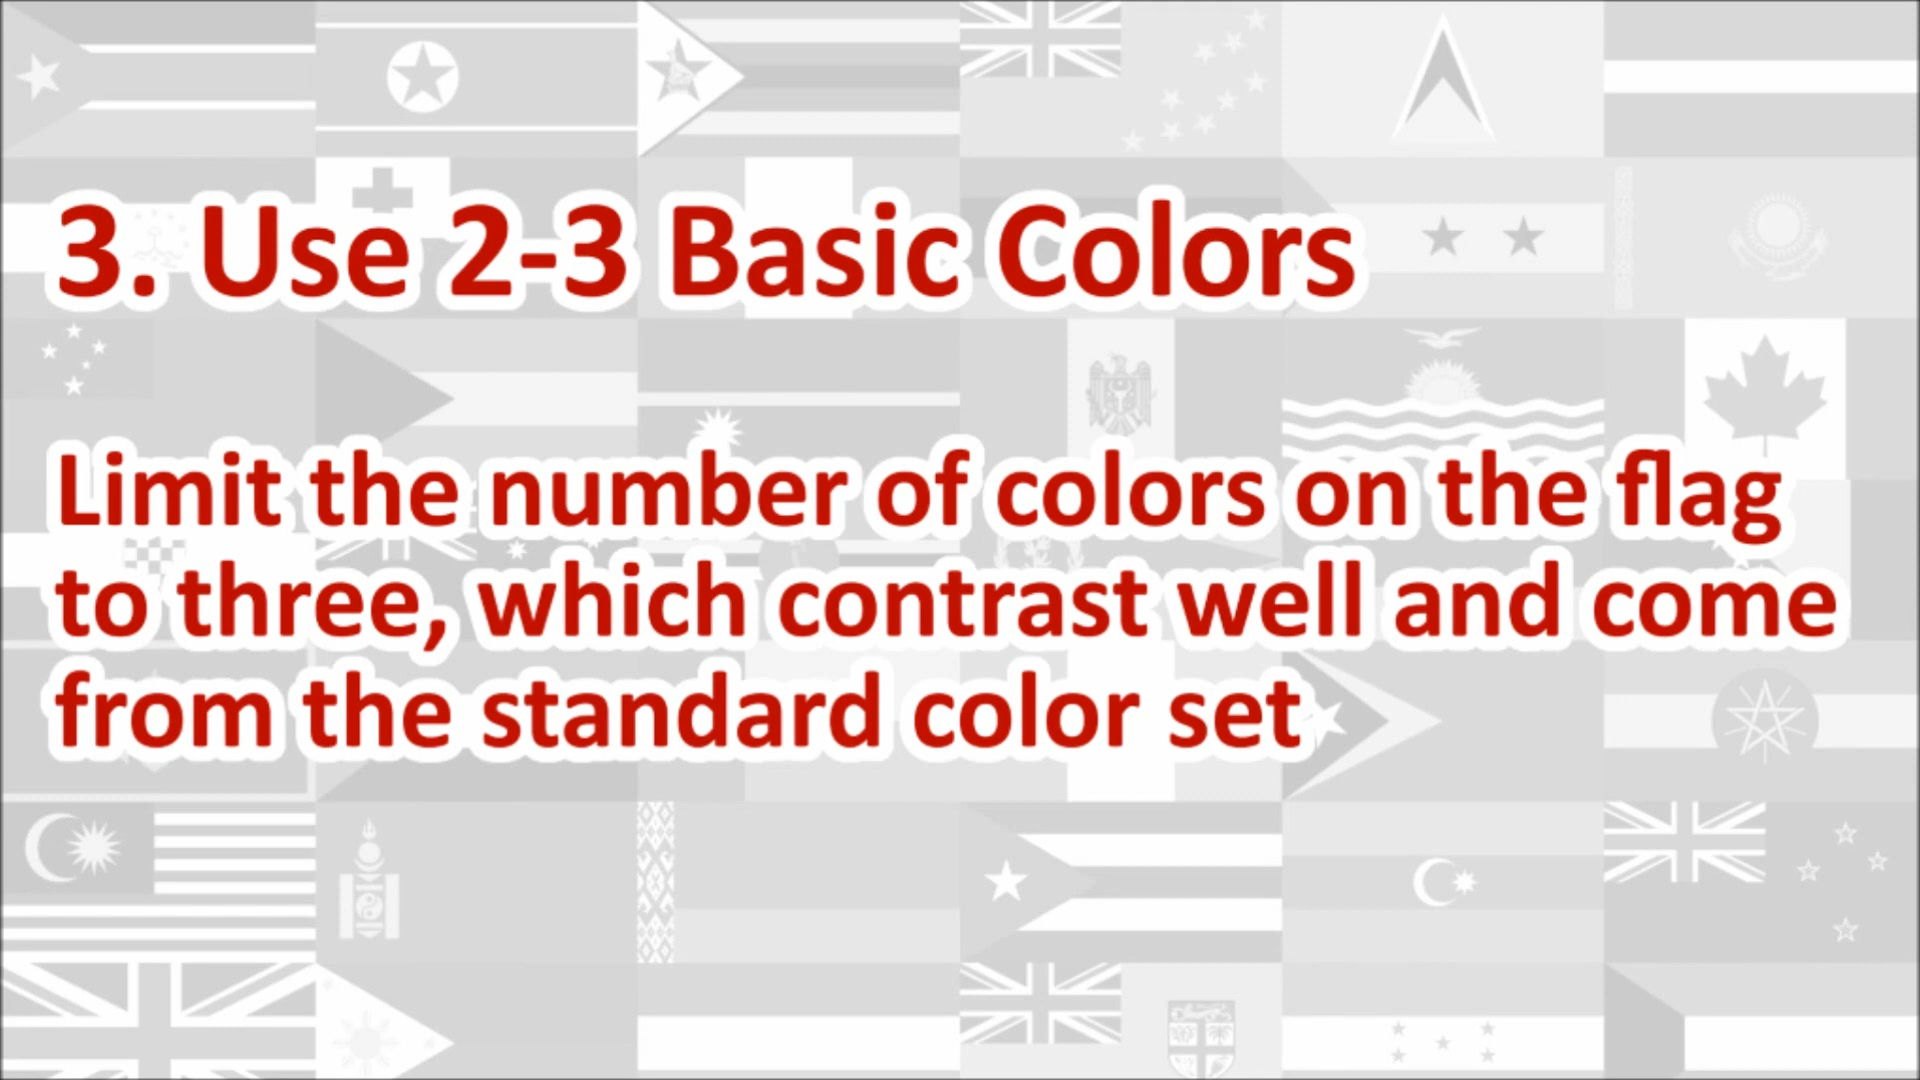 3. Use 2-3 Basic Colors
Limit the number of colors on the flag
to three, which contrast well and come
from the standard color set